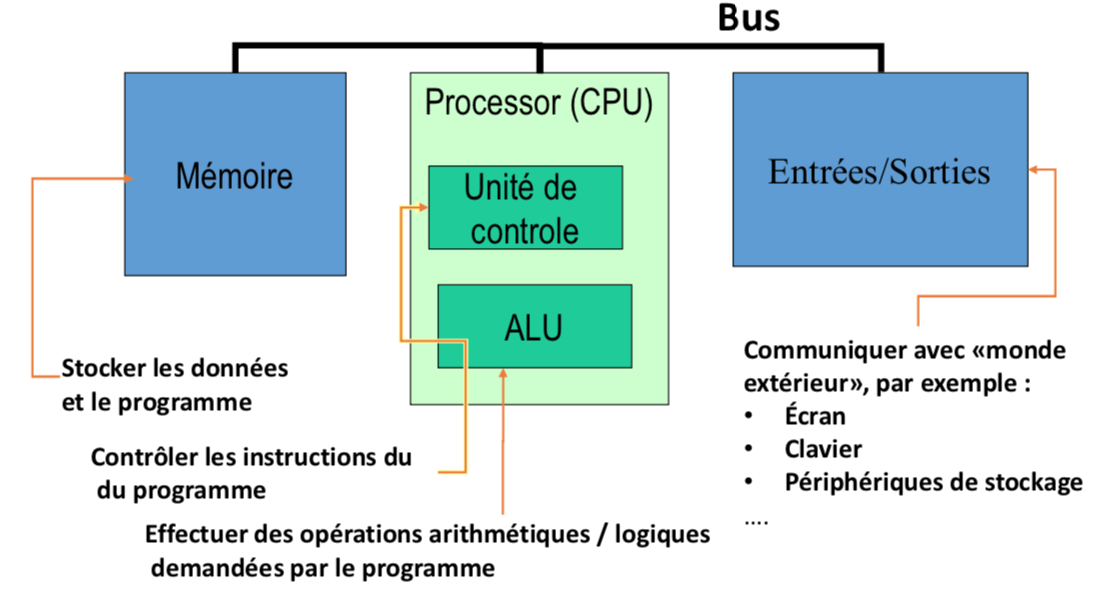 Bus
Mémoire
Processor (CPU)
Unité de
controle
ALU
Entrées/Sorties
Stocker les données
et le programme
Contrôler les instructions du
du programme
Effectuer des opérations arithmétiques / logiques
demandées par le programme
Communiquer avec «monde
extérieur», par exemple :
• Écran
• Clavier
• Périphériques de stockage
....